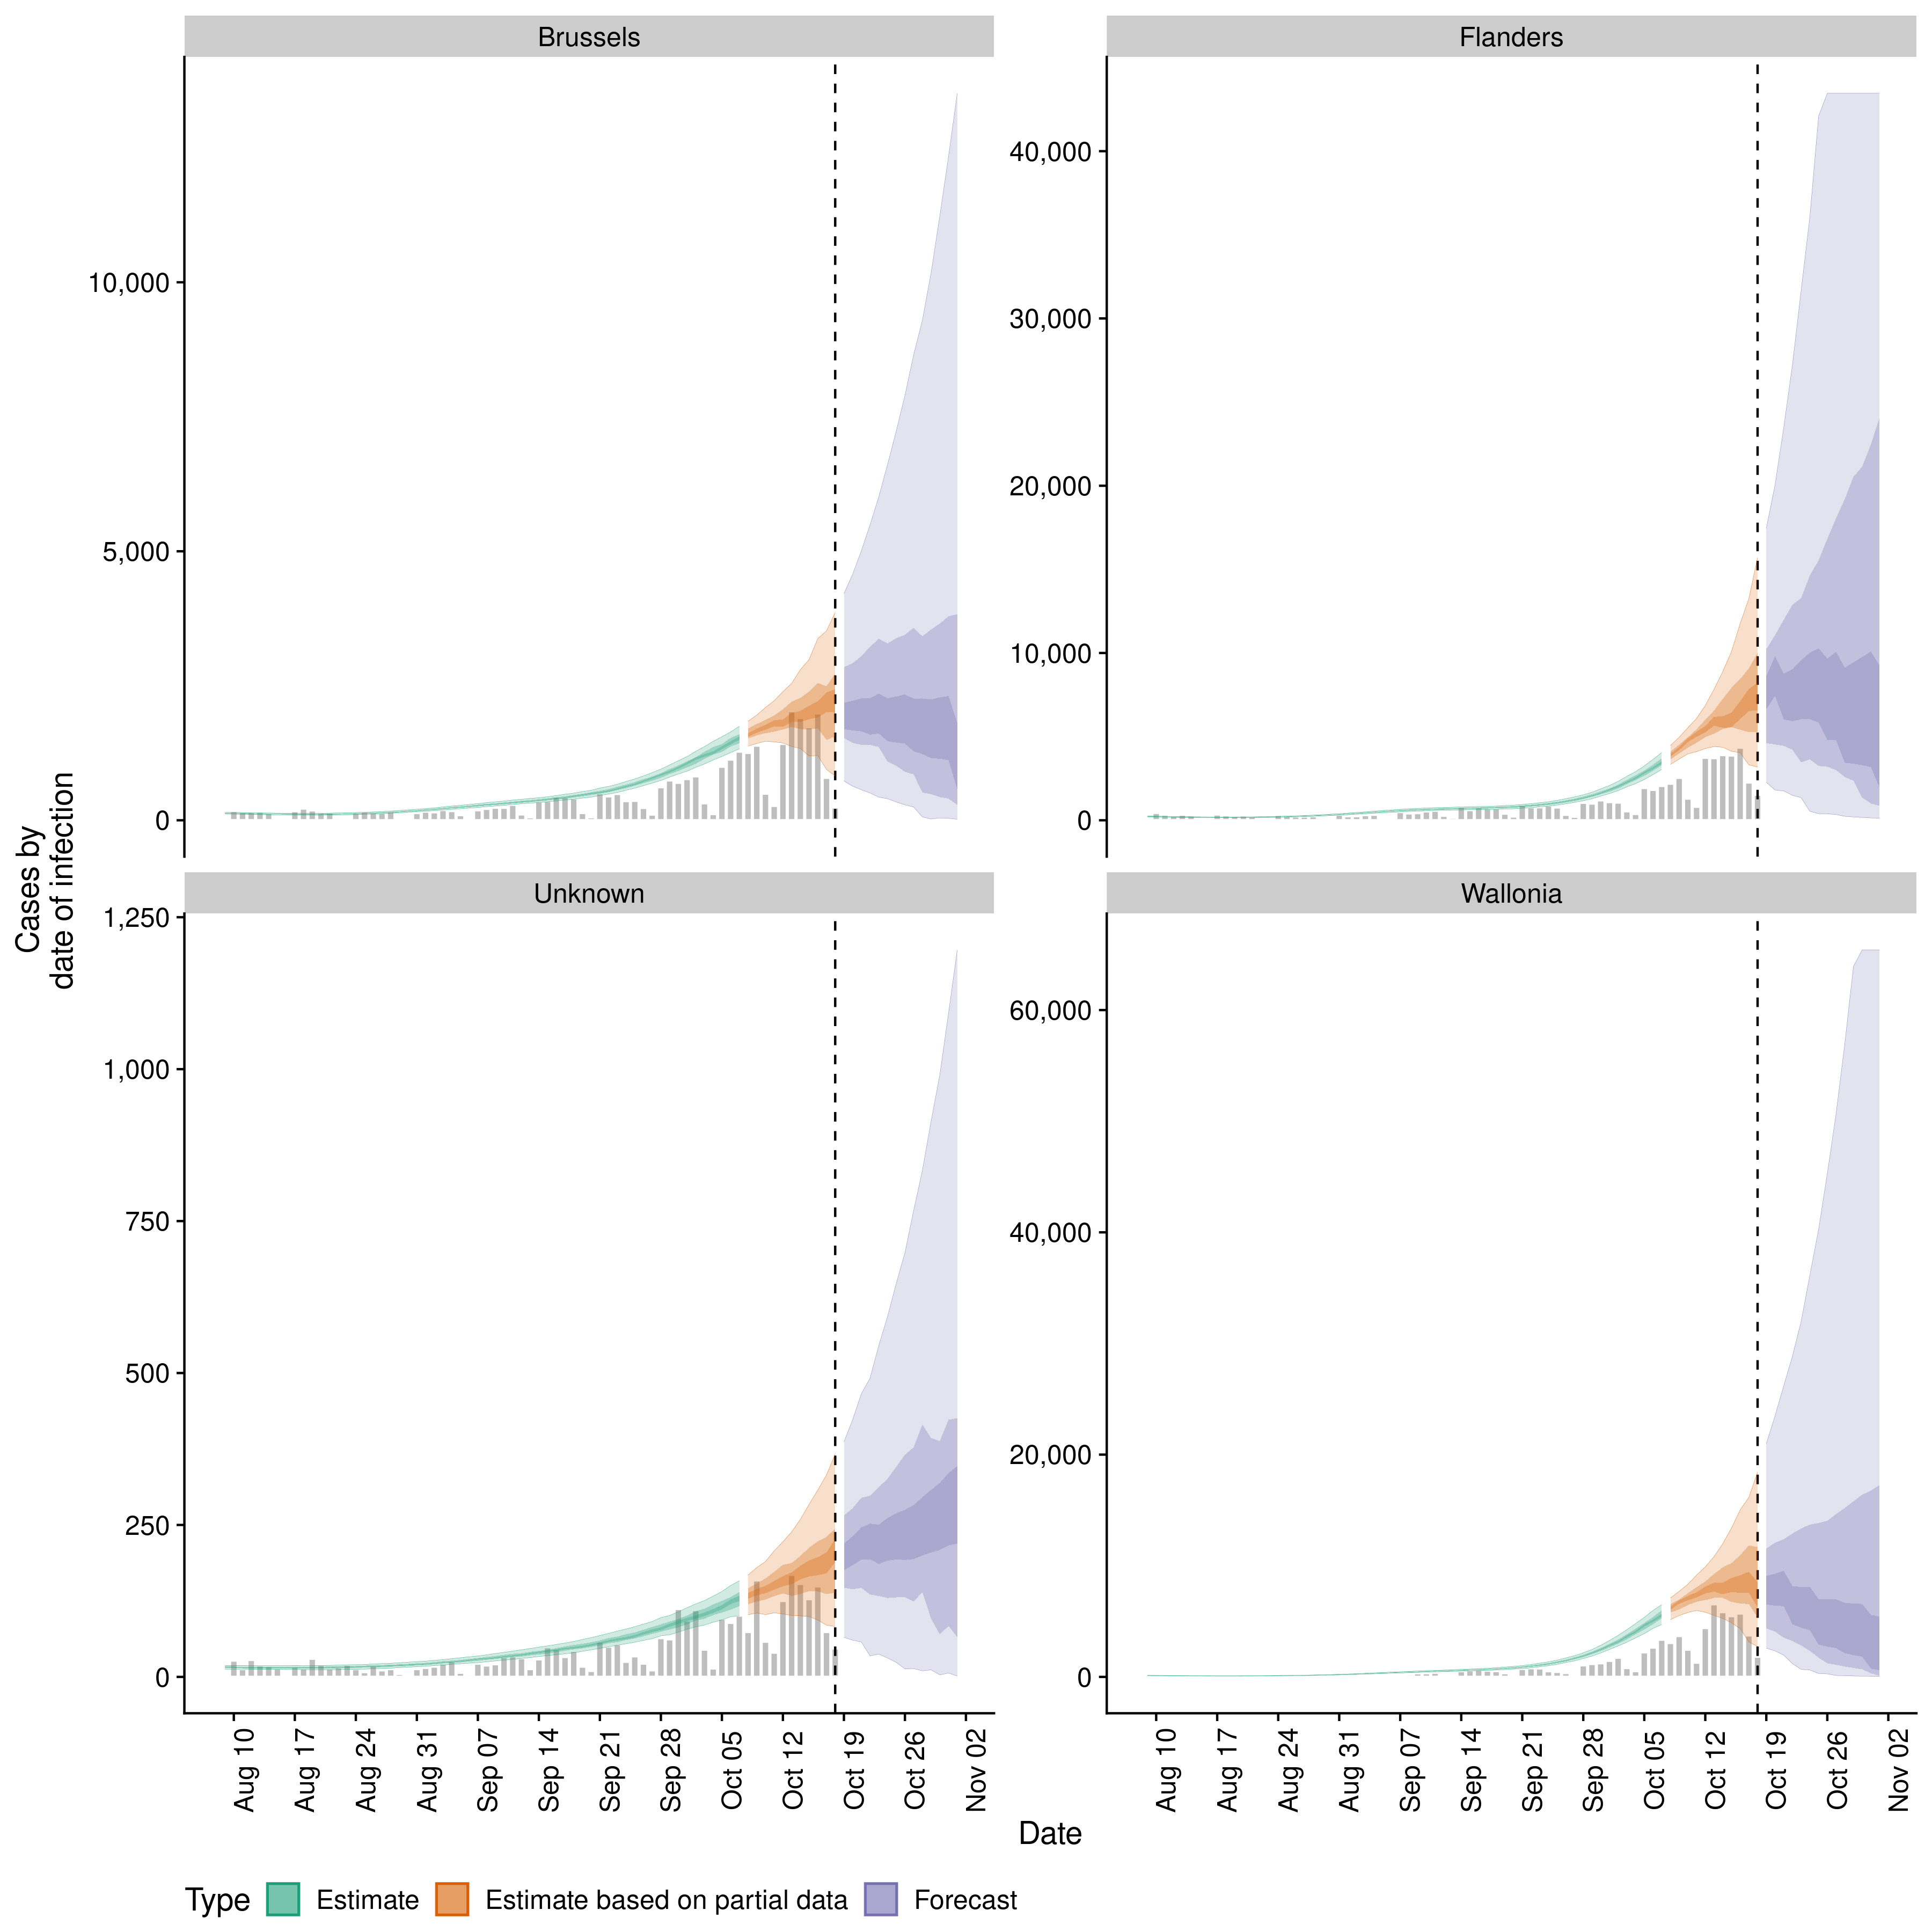 Brussels
Flanders
10,000
5,000
0
40,000
30,000
20,000
10,000
0
Cases by
date of infection
Unknown
Wallonia
1,250
1,000
750
500
250
0
60,000
40,000
20,000
0
Aug 10
Aug 17
Aug 24
Aug 31
Sep 07
Sep 14
Sep 21
Sep 28
Oct 05
Oct 12
Oct 19
Oct 26
Nov 02
Aug 10
Aug 17
Aug 24
Aug 31
Sep 07
Sep 14
Sep 21
Sep 28
Oct 05
Oct 12
Oct 19
Oct 26
Nov 02
Date
Type Estimate Estimate based on partial data Forecast